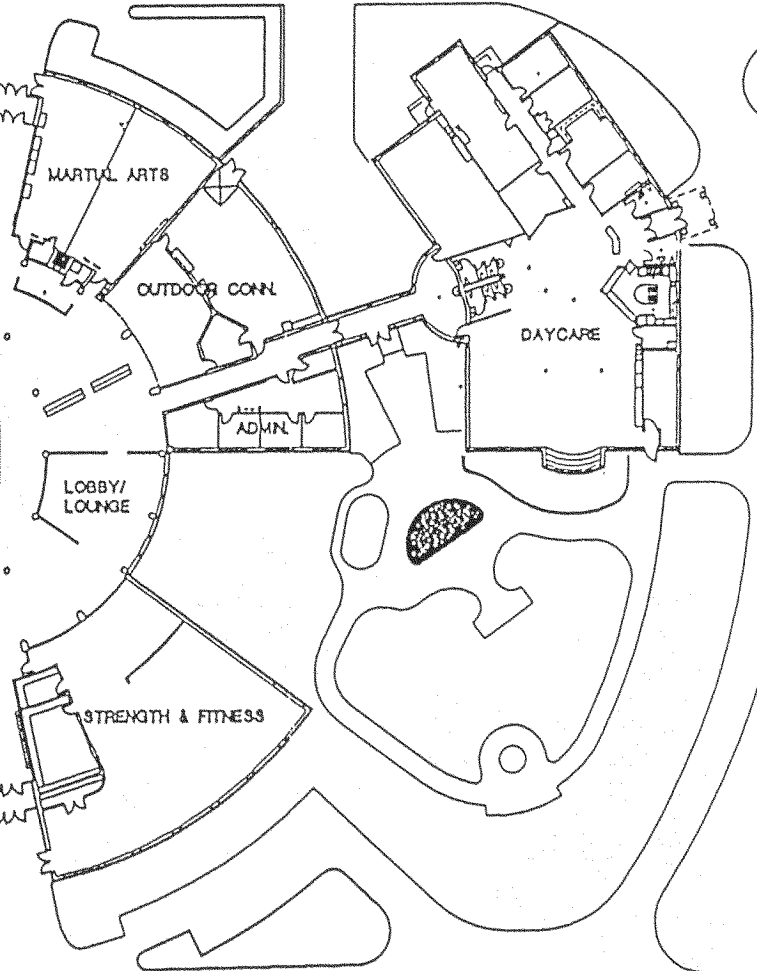 MARTIAL ARTS
OUTDOOR CONN.
DAYCARE
ADMIN.
LOBBY/
LOUNGE
STRENGTH & FITNESS